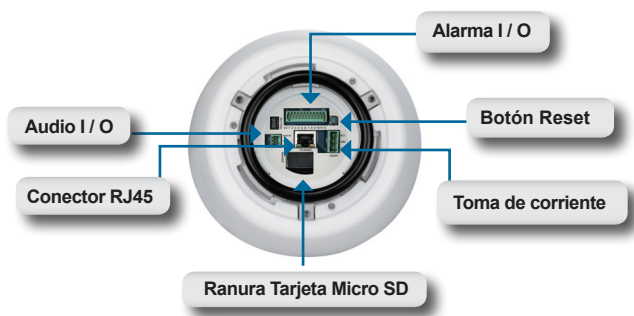 Alarma I / O
Audio I / O
Botón Reset
Conector RJ45
Toma de corriente
Ranura Tarjeta Micro SD